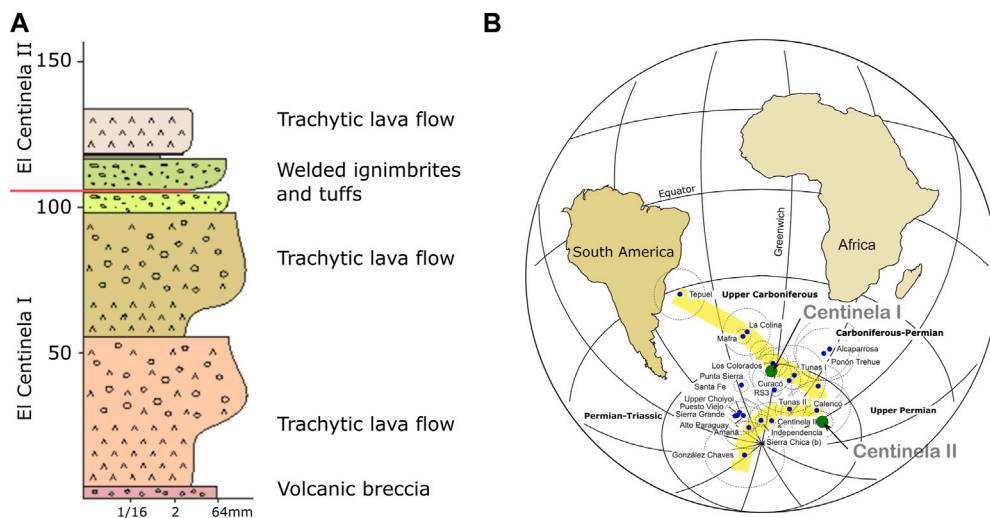 A
El Centinela II
150
100
El Centinela I
50
1/16
2
64mm
Trachytic lava flow
Welded ignimbrites
and tuffs
Trachytic lava flow
Trachytic lava flow
Volcanic breccia
B
Equator
Greenwich
South America
Africa
Tepuel
Upper Carboniferous
Centinela I
La Colina
Mafra
Carboniferous-Permian
Alcaparrosa
Ponón Trehue
Los Colorados
Tunas I
Punta Sierra
Curacó
Santa Fe
RS3
Upper Choiyoi
Tunas II
Calencó
Puesto Viejo
Permian-Triassic
Sierra Grande
Upper Permian
Centinela II
Alto Paraguay
Amaná
Independencia
Sierra Chica (b)
González Chaves
Centinela II